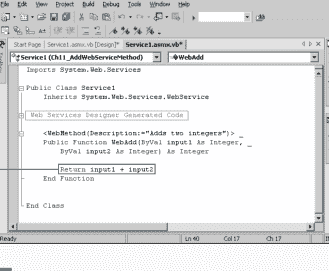 File Edit View Project Build Debug Tools Window Help
Start Page | Service1.asmx.vb [Design]* Service1.asmx.vb*
Service1 (Ch11_AddWebServiceMethod) WebAdd
Imports System.Web.Services
Public Class Service1
Inherits System.Web.Services.WebService
Web Services Designer Generated Code
<WebMethod(Description:="Adds two integers")> _
Public Function WebAdd(ByVal input1 As Integer, _
ByVal input2 As Integer) As Integer
Return input1 + input2
End Function
End Class
Ready Ln 40 Col 17 Ch 17